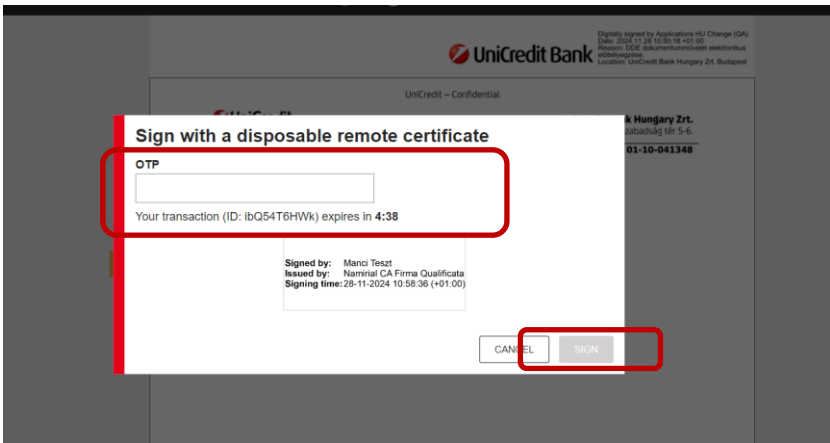 Digitally signed by Applications HU Change (QA)
Date: 2024.11.28 10:50:18 +01:00
Reason: DDE dokumentumművelet elektronikus
előbélyegzése.
Location: UniCredit Bank Hungary Zrt. Budapest
UniCredit Bank
UniCredit – Confidential
k Hungary Zrt.
zabadság tér 5-6.
01-10-041348
Sign with a disposable remote certificate
OTP
Your transaction (ID: ibQ54T6HWk) expires in 4:38
Signed by: Manci Teszt
Issued by: Namirial CA Firma Qualificata
Signing time: 28-11-2024 10:58:36 (+01:00)
CANCEL
SIGN